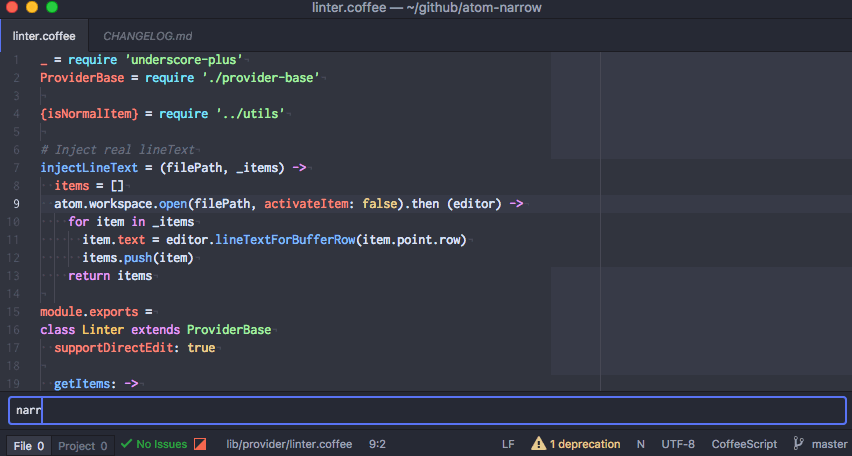 linter.coffee — ~/github/atom-narrow
linter.coffee CHANGELOG.md
1 _ = require 'underscore-plus'
2 ProviderBase = require './provider-base'
3
4 {isNormalItem} = require '../utils'
5
6 # Inject real lineText
7 injectLineText = (filePath, _items) ->
8 items = []
9 atom.workspace.open(filePath, activateItem: false).then (editor) ->
10 for item in _items
11 item.text = editor.lineTextForBufferRow(item.point.row)
12 items.push(item)
13 return items
14
15 module.exports =
16 class Linter extends ProviderBase
17 supportDirectEdit: true
18
19 getItems: ->
narr
File 0 Project 0 No Issues lib/provider/linter.coffee 9:2 LF 1 deprecation N UTF-8 CoffeeScript master